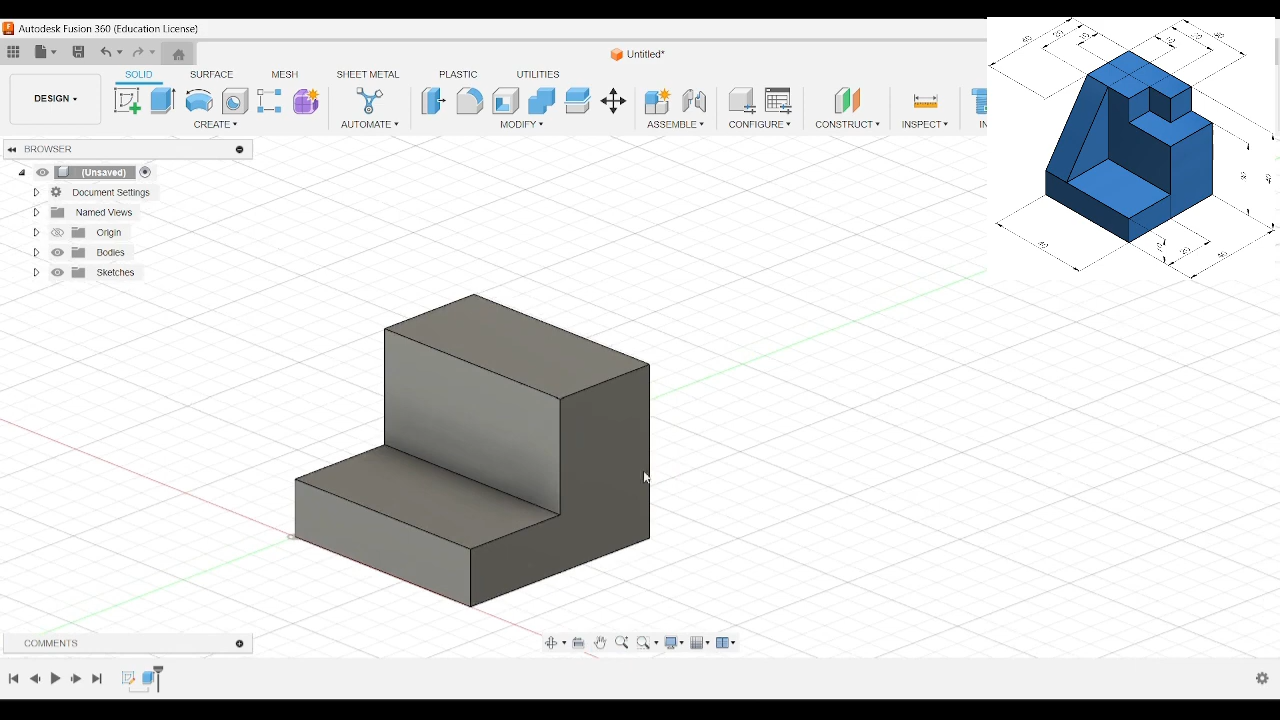 Autodesk Fusion 360 (Education License)
Untitled*
SOLID SURFACE MESH SHEET METAL PLASTIC UTILITIES
DESIGN
CREATE AUTOMATE MODIFY ASSEMBLE CONFIGURE CONSTRUCT INSPECT IN
BROWSER
(Unsaved)
Document Settings
Named Views
Origin
Bodies
Sketches
COMMENTS